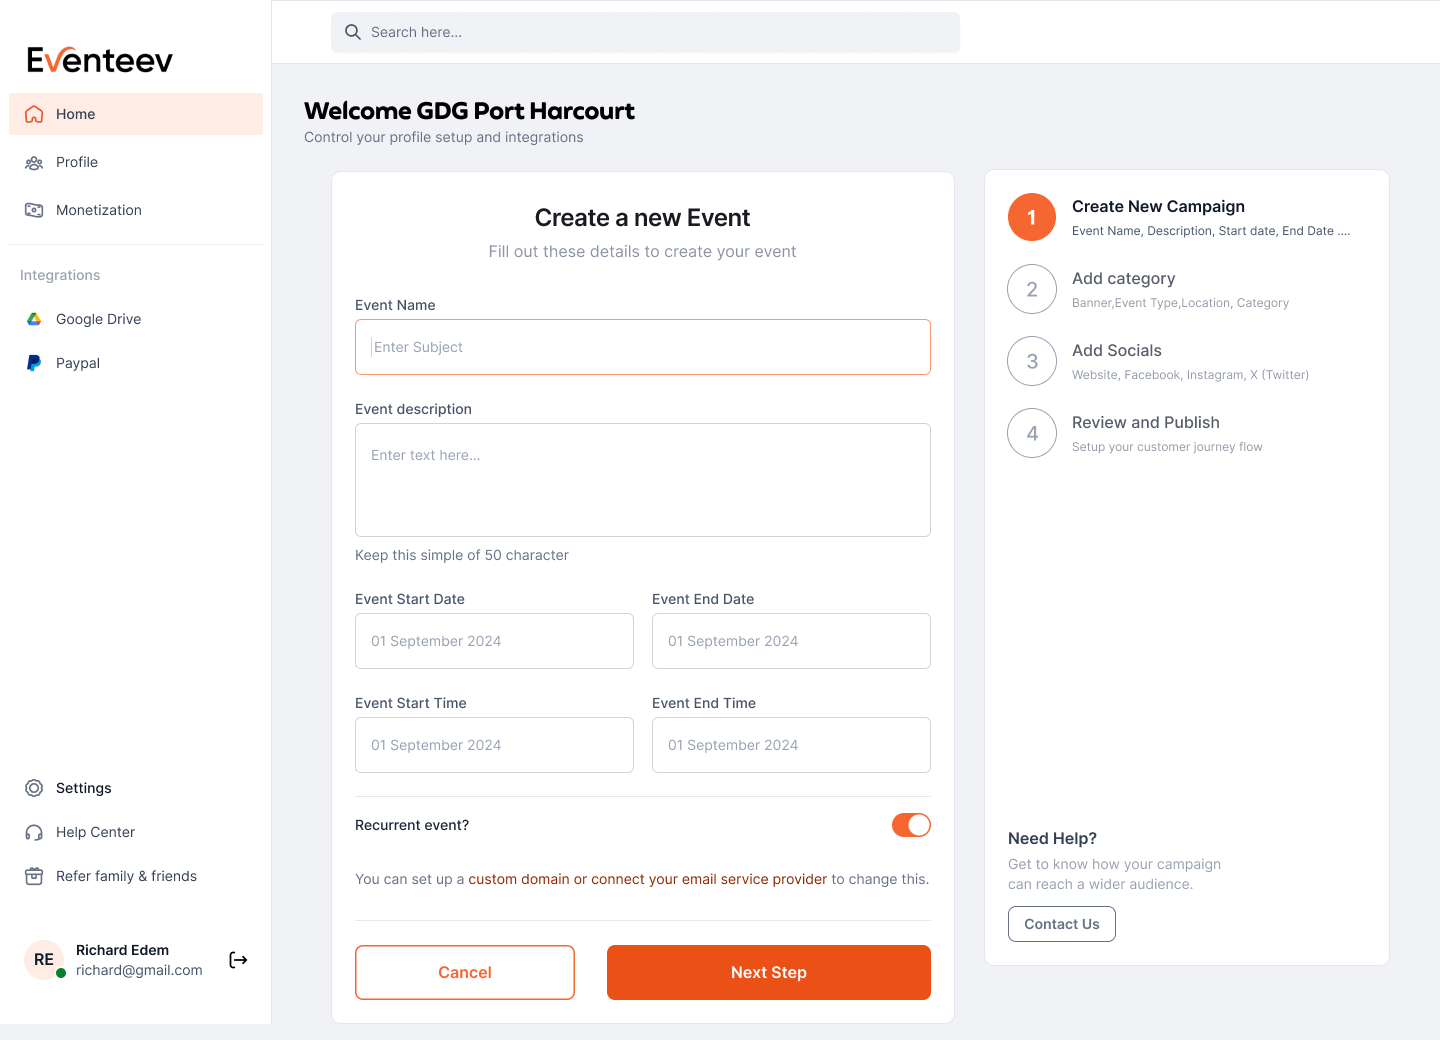 Eventeev
Home
Profile
Monetization
Integrations
Google Drive
Paypal
Settings
Help Center
Refer family & friends
RE
Richard Edem
richard@gmail.com
Search here...
Welcome GDG Port Harcourt
Control your profile setup and integrations
Create a new Event
Fill out these details to create your event
Event Name
Enter Subject
Event description
Enter text here...
Keep this simple of 50 character
Event Start Date
Event End Date
01 September 2024
01 September 2024
Event Start Time
Event End Time
01 September 2024
01 September 2024
Recurrent event?
You can set up a custom domain or connect your email service provider to change this.
Cancel
Next Step
1
Create New Campaign
Event Name, Description, Start date, End Date ....
2
Add category
Banner,Event Type,Location, Category
3
Add Socials
Website, Facebook, Instagram, X (Twitter)
4
Review and Publish
Setup your customer journey flow
Need Help?
Get to know how your campaign
can reach a wider audience.
Contact Us